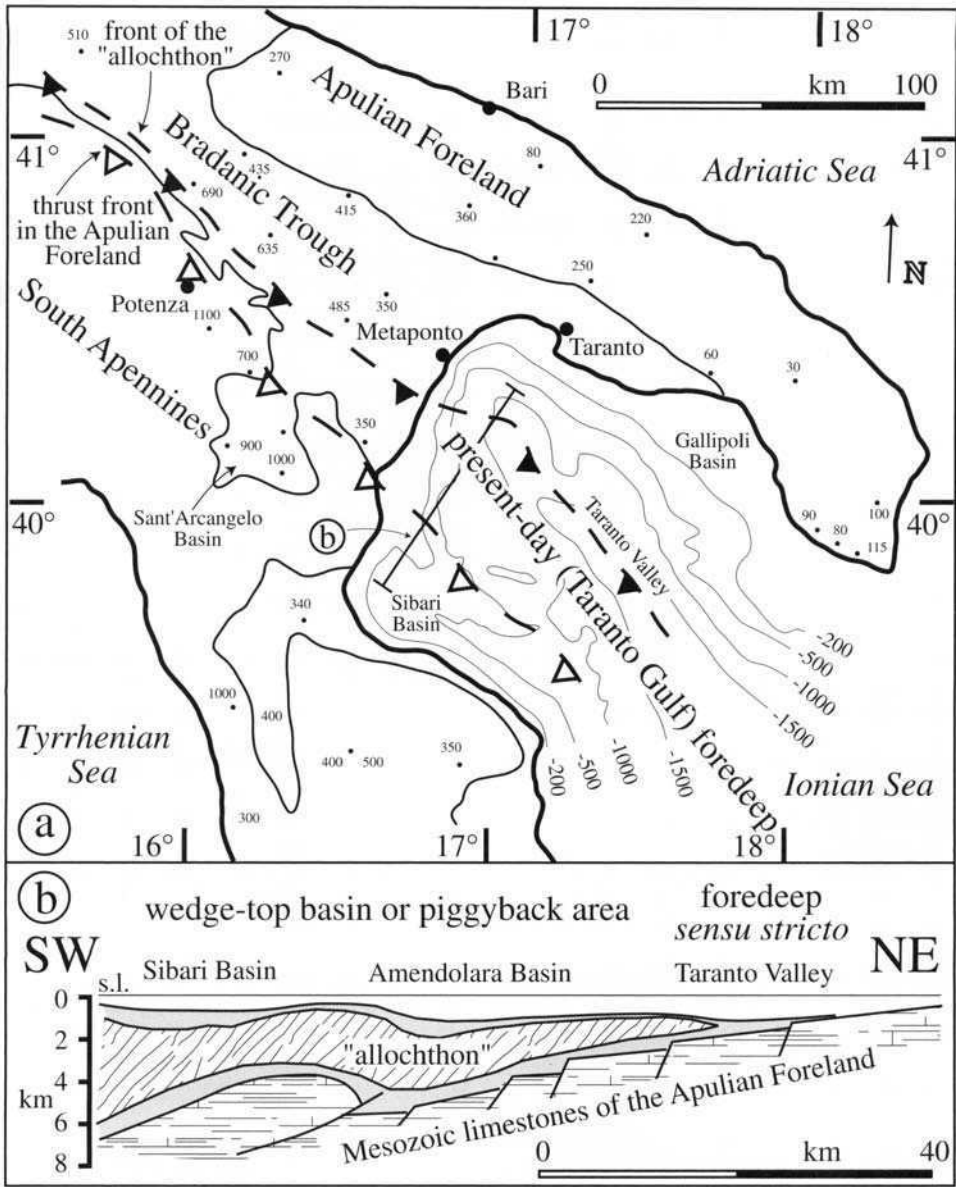 17°
18°
510
front of the
"allochthon"
270
Bari
0 km 100
Apulian Foreland
41°
41°
80
Adriatic Sea
Bradanic Trough
435
690
415
360
220
thrust front
in the Apulian
Foreland
635
250
N
Potenza
1100
485
350
Metaponto
Taranto
South Apennines
700
60
30
350
900
1000
Gallipoli
Basin
present-day (Taranto Gulf) foredeep
Sant'Arcangelo
Basin
40°
40°
90
80
100
115
b
Taranto Valley
Sibari
Basin
340
-200
-500
-1000
-1500
1000
400
Tyrrhenian
Sea
400
500
350
-200
-500
-1000
-1500
Ionian Sea
300
a
16°
17°
18°
b
wedge-top basin or piggyback area
foredeep
sensu stricto
SW
NE
Sibari Basin
Amendolara Basin
Taranto Valley
s.l.
0
2
4
km
6
8
"allochthon"
Mesozoic limestones of the Apulian Foreland
0 km 40